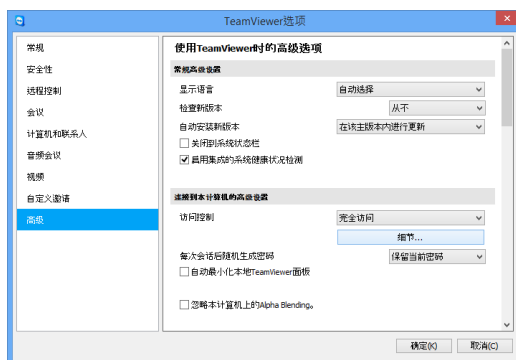 TeamViewer选项
常规
安全性
远程控制
会议
计算机和联系人
音频会议
视频
自定义邀请
高级
使用TeamViewer时的高级选项
常规高级设置
显示语言 自动选择
检查新版本 从不
自动安装新版本 在该主版本内进行更新
关闭到系统状态栏
启用集成的系统健康状况检测
连接到本计算机的高级设置
访问控制 完全访问
细节...
每次会话后随机生成密码 保留当前密码
自动最小化本地TeamViewer面板
忽略本计算机上的Alpha Blending。
确定(K) 取消(C)